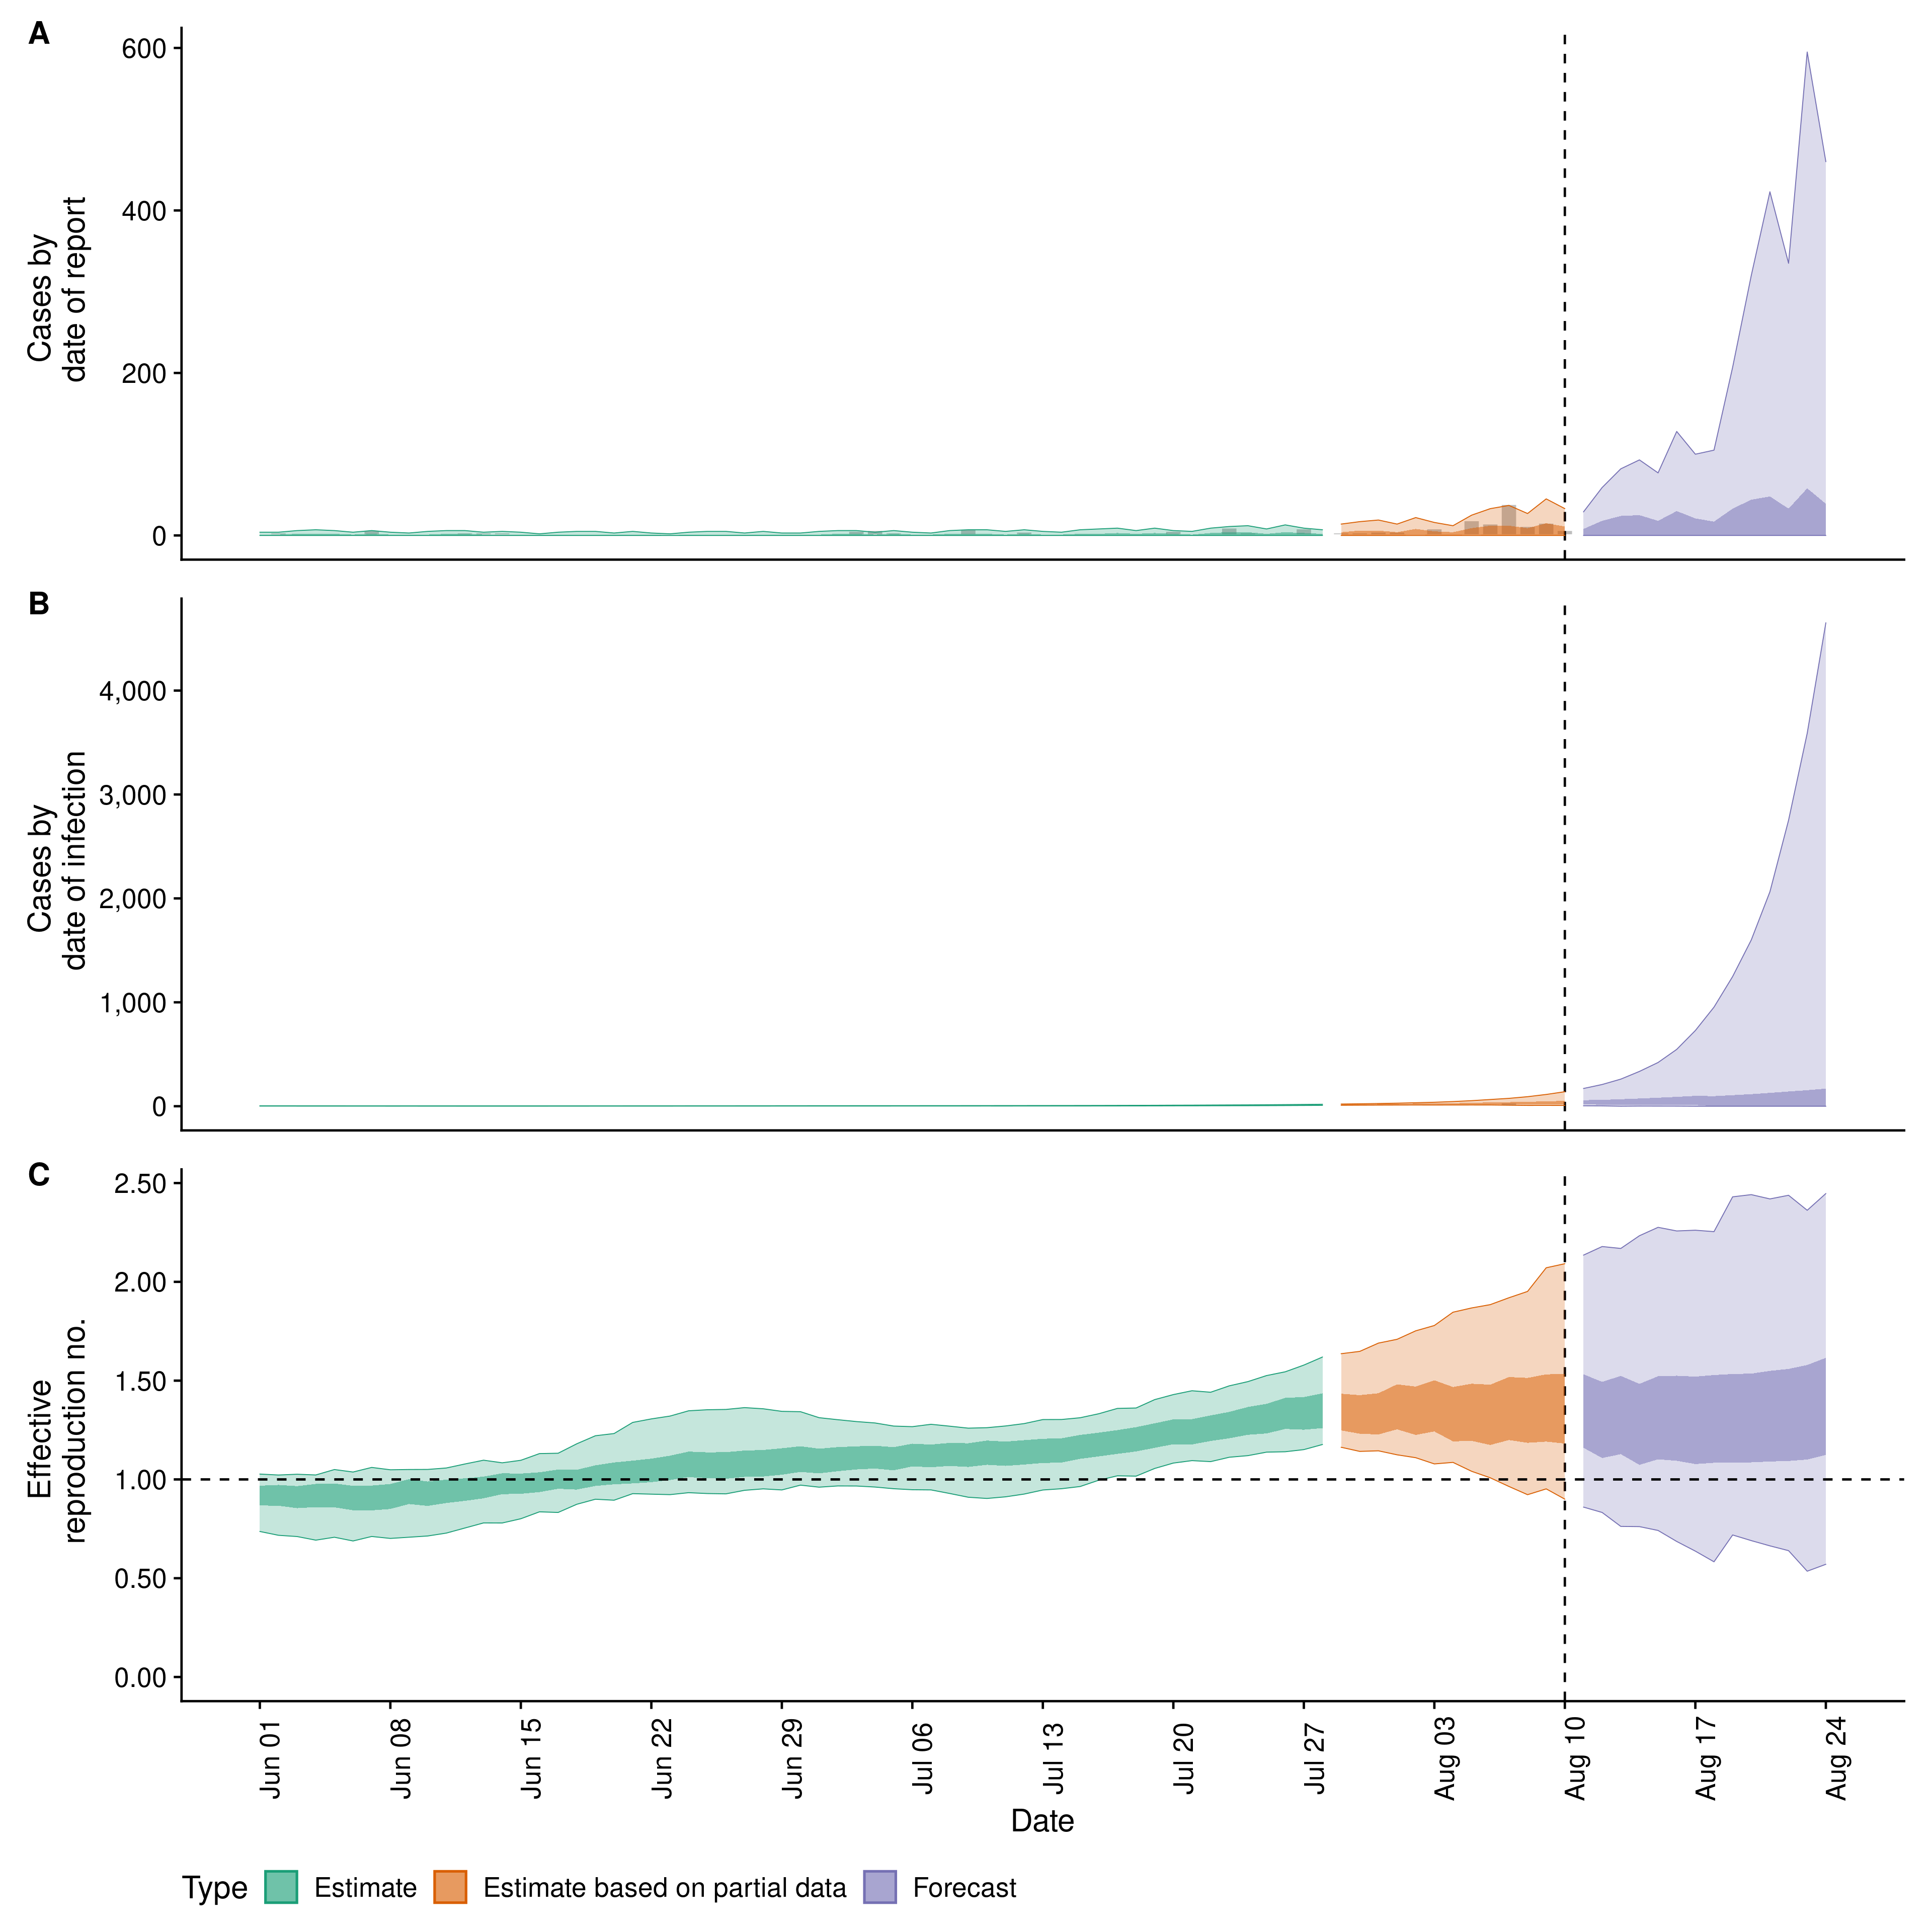 A
600
400
200
0
Cases by
date of report
B
4,000
3,000
2,000
1,000
0
Cases by
date of infection
C
2.50
2.00
1.50
1.00
0.50
0.00
Effective
reproduction no.
Jun 01
Jun 08
Jun 15
Jun 22
Jun 29
Jul 06
Jul 13
Jul 20
Jul 27
Aug 03
Aug 10
Aug 17
Aug 24
Date
Type Estimate Estimate based on partial data Forecast